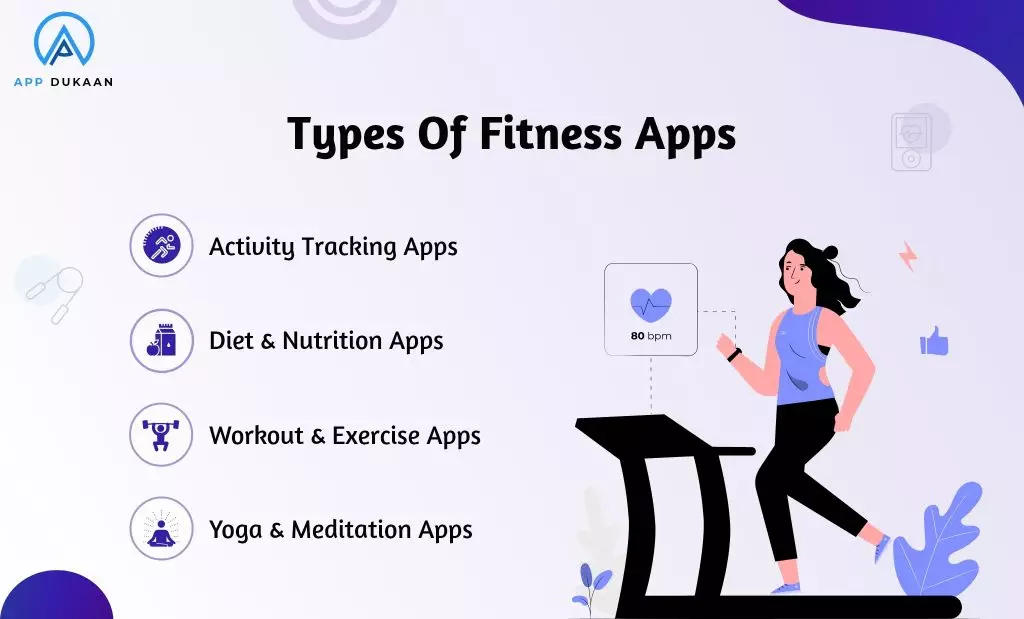 APP DUKAAN
Types Of Fitness Apps
Activity Tracking Apps
Diet & Nutrition Apps
80 bpm
Workout & Exercise Apps
Yoga & Meditation Apps